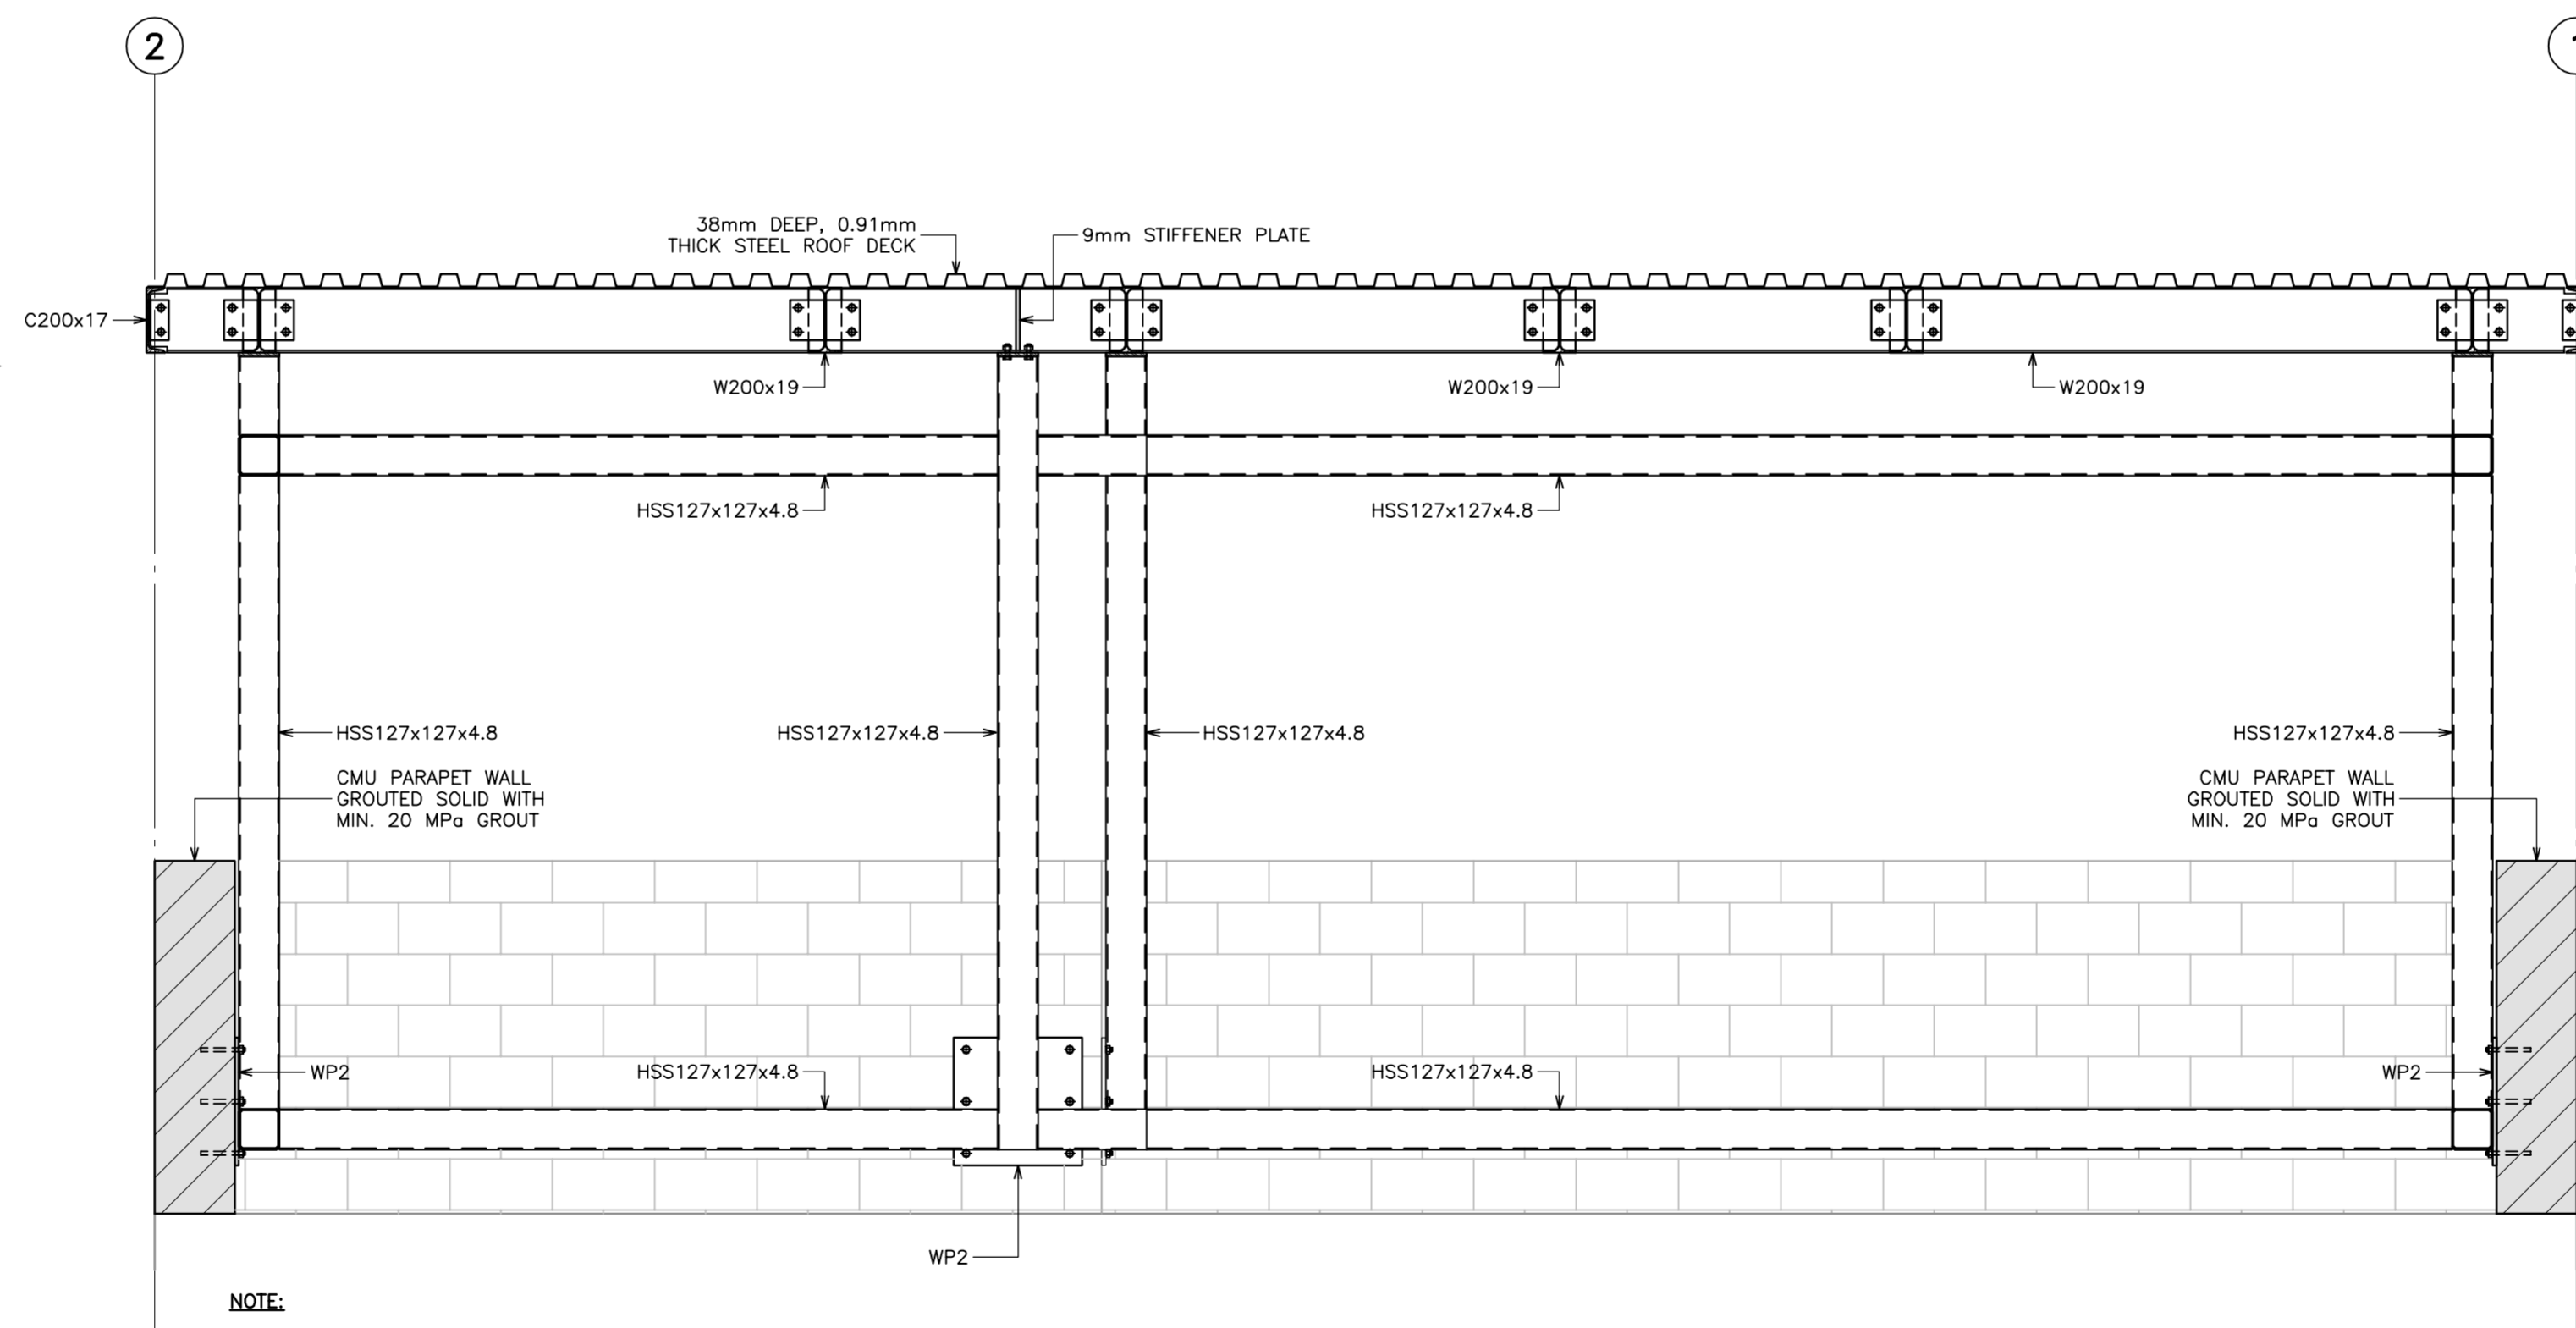 2
38mm DEEP, 0.91mm
THICK STEEL ROOF DECK
9mm STIFFENER PLATE
C200x17
W200x19
W200x19
W200x19
HSS127x127x4.8
HSS127x127x4.8
HSS127x127x4.8
HSS127x127x4.8
HSS127x127x4.8
HSS127x127x4.8
CMU PARAPET WALL
GROUTED SOLID WITH
MIN. 20 MPa GROUT
CMU PARAPET WALL
GROUTED SOLID WITH
MIN. 20 MPa GROUT
WP2
HSS127x127x4.8
HSS127x127x4.8
WP2
WP2
NOTE: